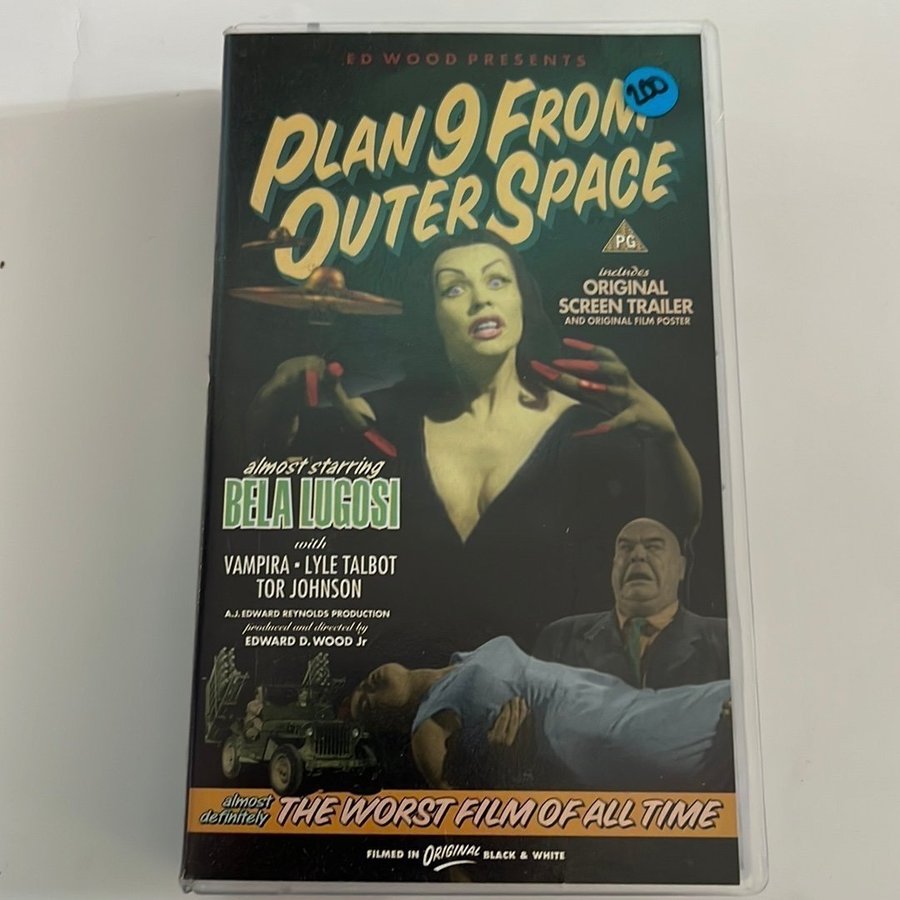 ED WOOD PRESENTS
200
PLAN 9 FROM
OUTER SPACE
PG
includes
ORIGINAL
SCREEN TRAILER
AND ORIGINAL FILM POSTER
almost starring
BELA LUGOSI
with
VAMPIRA • LYLE TALBOT
TOR JOHNSON
A.J. EDWARD REYNOLDS PRODUCTION
produced and directed by
EDWARD D. WOOD Jr
almost
definitely THE WORST FILM OF ALL TIME
FILMED IN ORIGINAL BLACK & WHITE